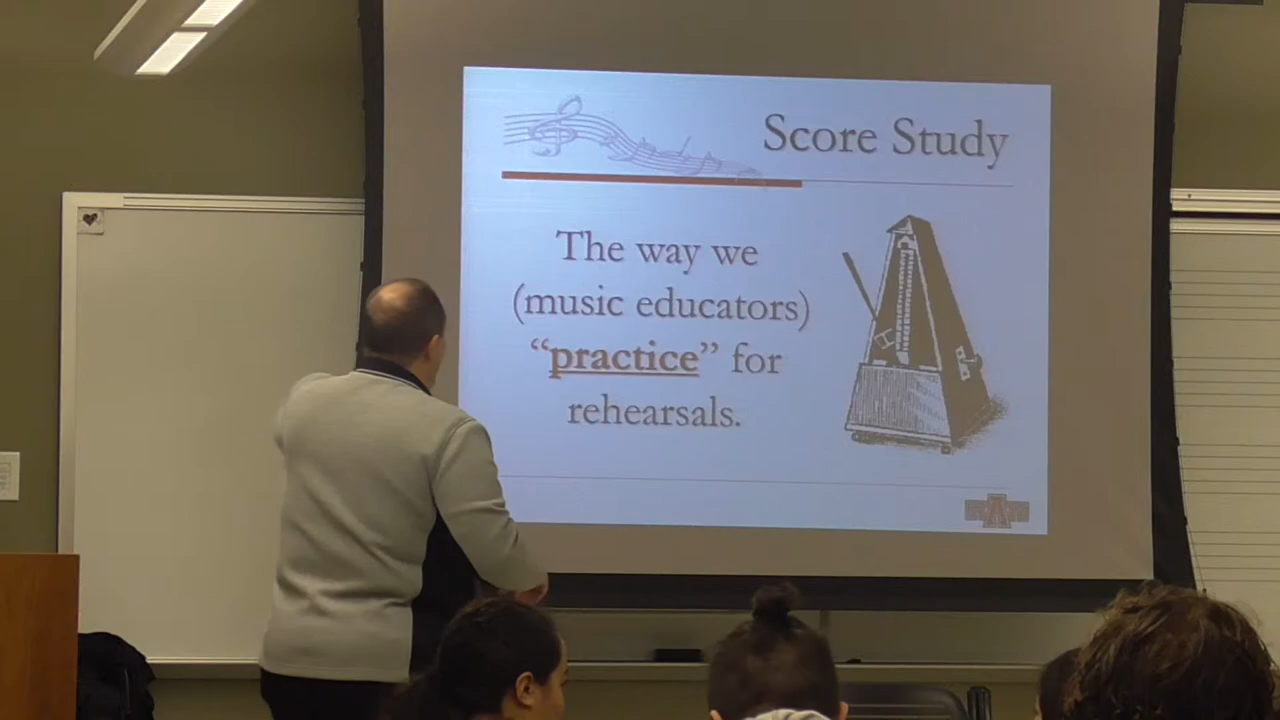 Score Study
The way we
(music educators)
“practice” for
rehearsals.